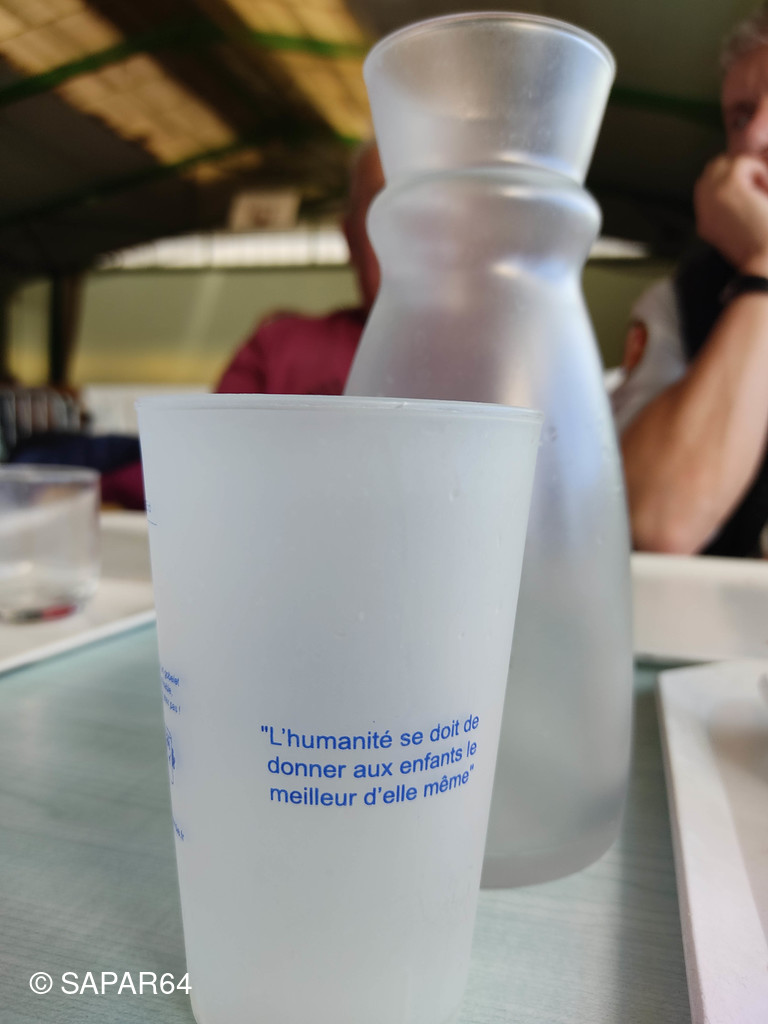 "L'humanité se doit de
donner aux enfants le
meilleur d'elle même"
© SAPAR64